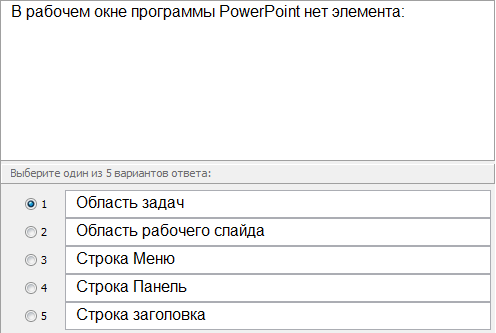 В рабочем окне программы PowerPoint нет элемента:
Выберите один из 5 вариантов ответа:
1 Область задач
2 Область рабочего слайда
3 Строка Меню
4 Строка Панель
5 Строка заголовка